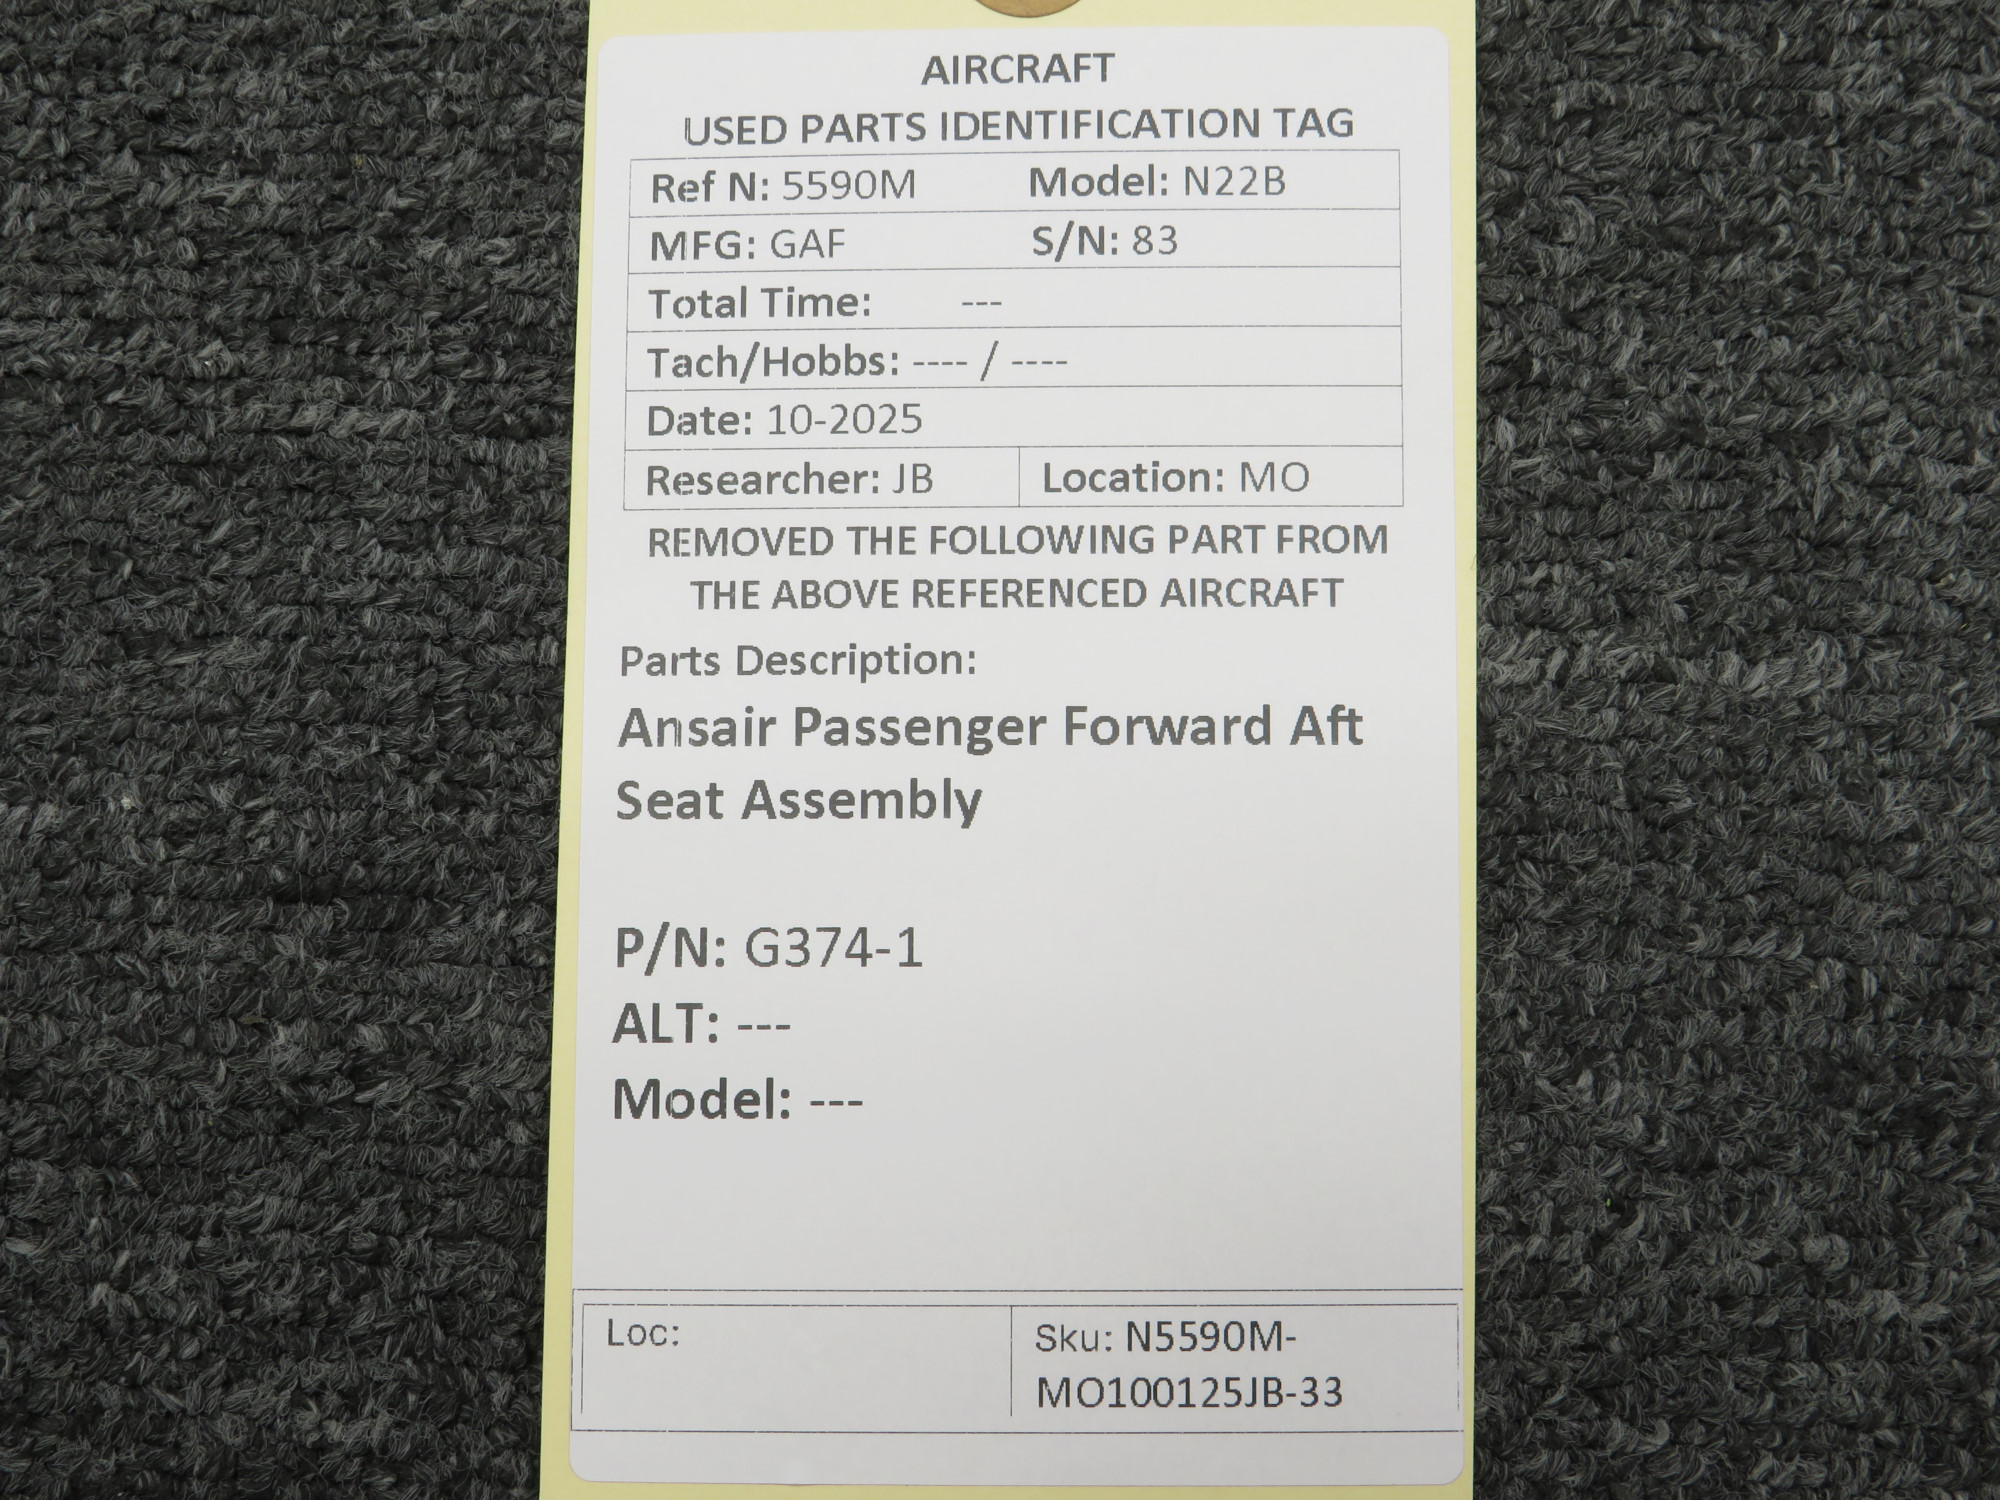 AIRCRAFT
USED PARTS IDENTIFICATION TAG
Ref N: 5590M Model: N22B
MFG: GAF S/N: 83
Total Time: ---
Tach/Hobbs: ---- / ----
Date: 10-2025
Researcher: JB Location: MO
REMOVED THE FOLLOWING PART FROM
THE ABOVE REFERENCED AIRCRAFT
Parts Description:
Ansair Passenger Forward Aft
Seat Assembly
P/N: G374-1
ALT: ---
Model: ---
Loc: Sku: N5590M-
MO100125JB-33